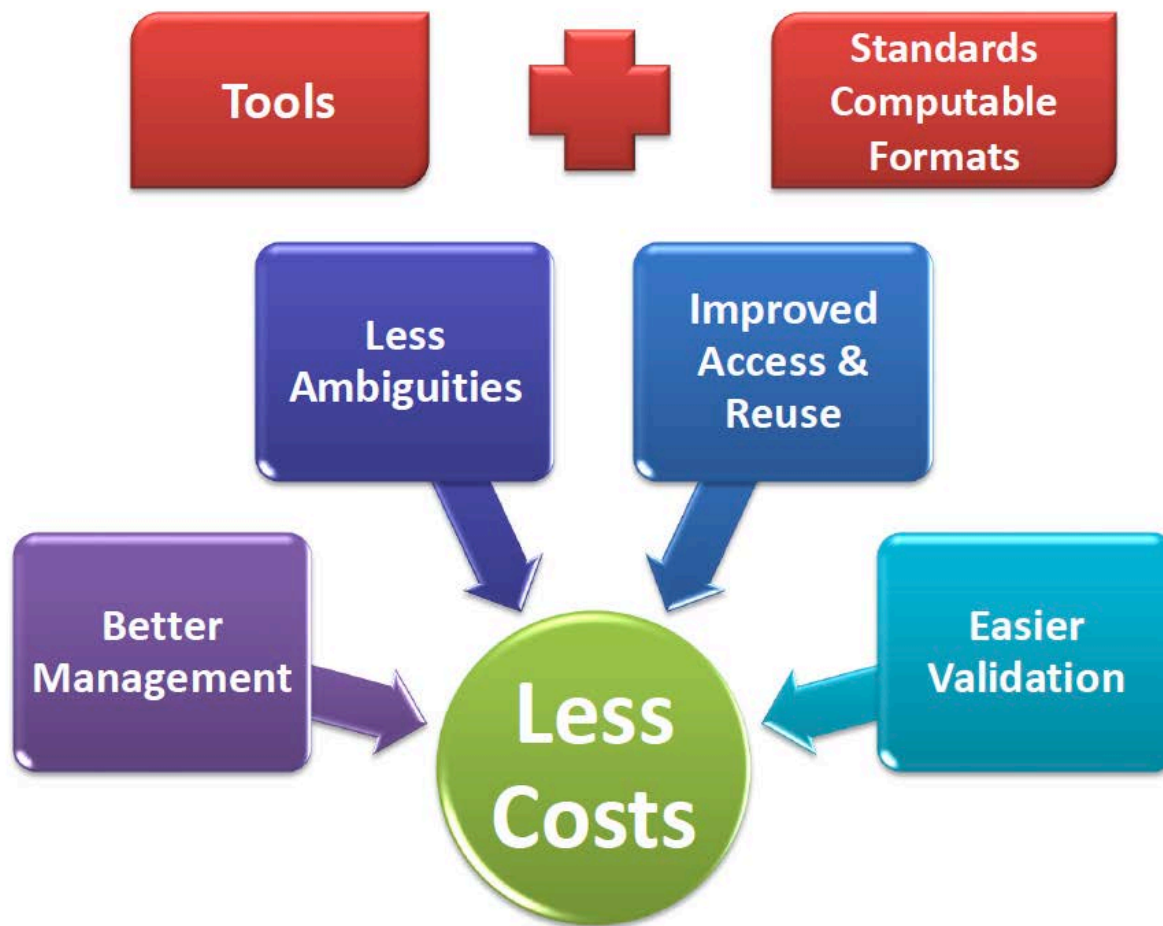 Tools
Standards
Computable
Formats
Less
Ambiguities
Improved
Access &
Reuse
Better
Management
Easier
Validation
Less
Costs